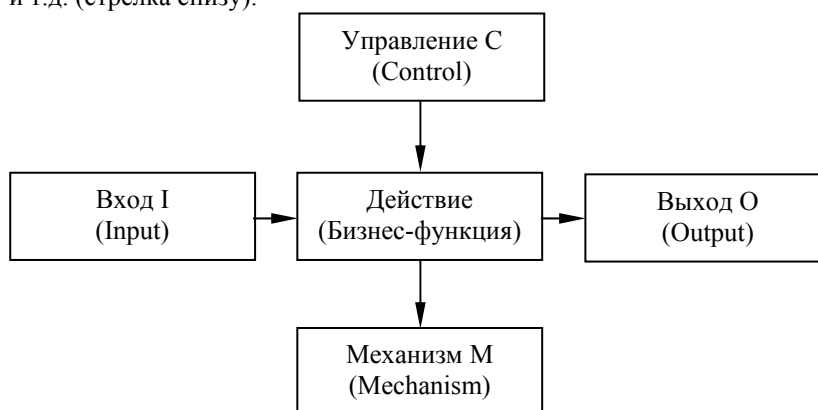 и т.д. (стрелка снизу).
Управление C
(Control)
Вход I
(Input)
Действие
(Бизнес-функция)
Выход O
(Output)
Механизм M
(Mechanism)